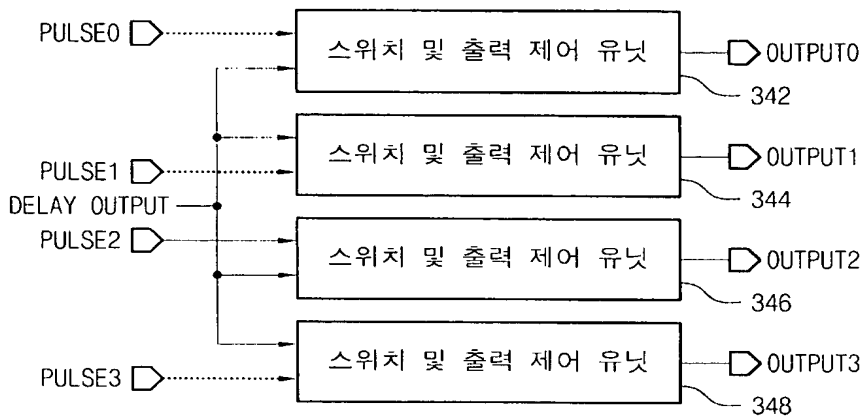 PULSE0
스위치 및 출력 제어 유닛
OUTPUT0
342
스위치 및 출력 제어 유닛
OUTPUT1
PULSE1
344
DELAY OUTPUT
PULSE2
스위치 및 출력 제어 유닛
OUTPUT2
346
스위치 및 출력 제어 유닛
OUTPUT3
PULSE3
348